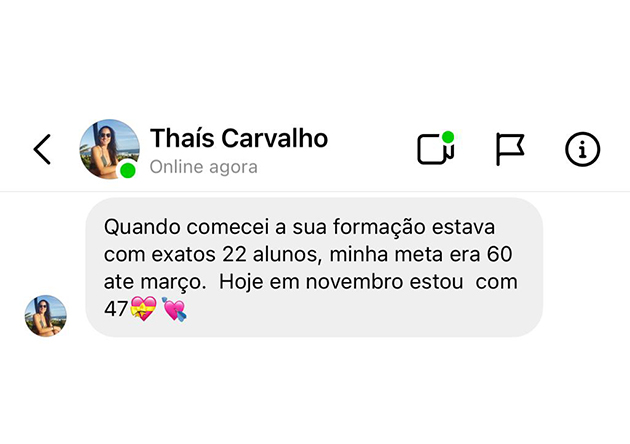 Thaís Carvalho
Online agora
Quando comecei a sua formação estava
com exatos 22 alunos, minha meta era 60
ate março.  Hoje em novembro estou  com
47💝💘